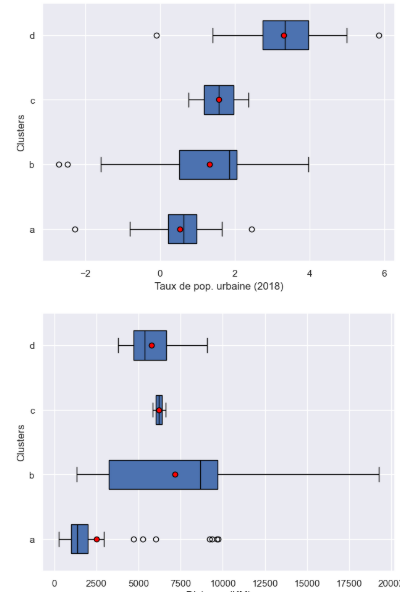 d
c
b
a
Clusters
−2
0
2
4
6
Taux de pop. urbaine (2018)
d
c
b
a
Clusters
0
2500
5000
7500
10000
12500
15000
17500